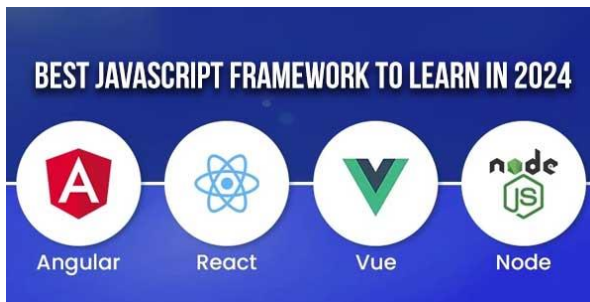 BEST JAVASCRIPT FRAMEWORK TO LEARN IN 2024
A
node
JS
Angular
React
Vue
Node